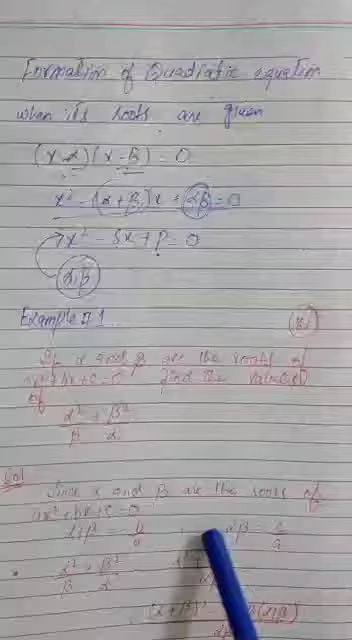 Formation of Quadratic equation
when its roots are given
(x-α)(x-β) = 0
x² - (α+β)x + αβ = 0
x² - Sx + P = 0
α,β
Example # 1
If α and β are the roots of
ax²+bx+c=0 find the values
of
α²/β + β²/α
Sol
Since α and β are the roots of
ax²+bx+c=0
α+β = b/a αβ = c/a
α²/β + β²/α